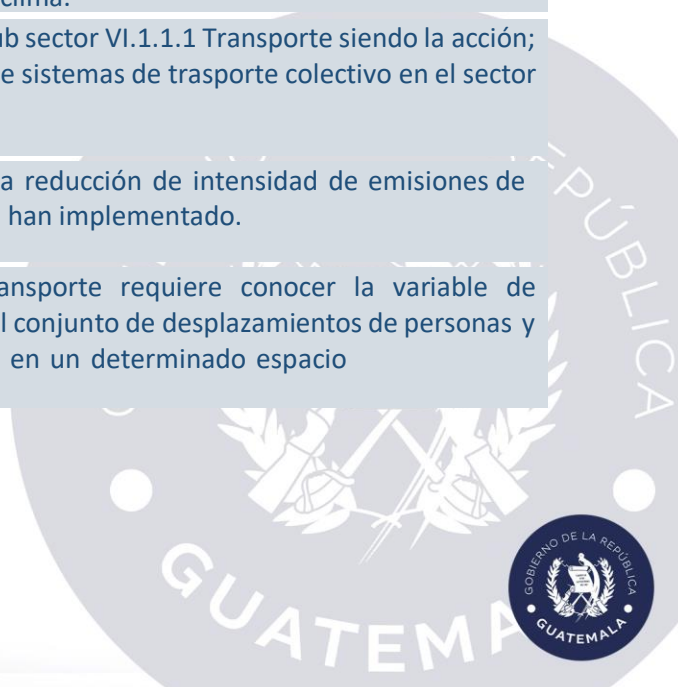 clima.
ub sector VI.1.1.1 Transporte siendo la acción;
e sistemas de trasporte colectivo en el sector
a reducción de intensidad de emisiones de
han implementado.
ansporte requiere conocer la variable de
l conjunto de desplazamientos de personas y
en un determinado espacio
PÚBLICA
GUATEMA
GOBIERNO DE LA REPÚBLICA
GUATEMALA